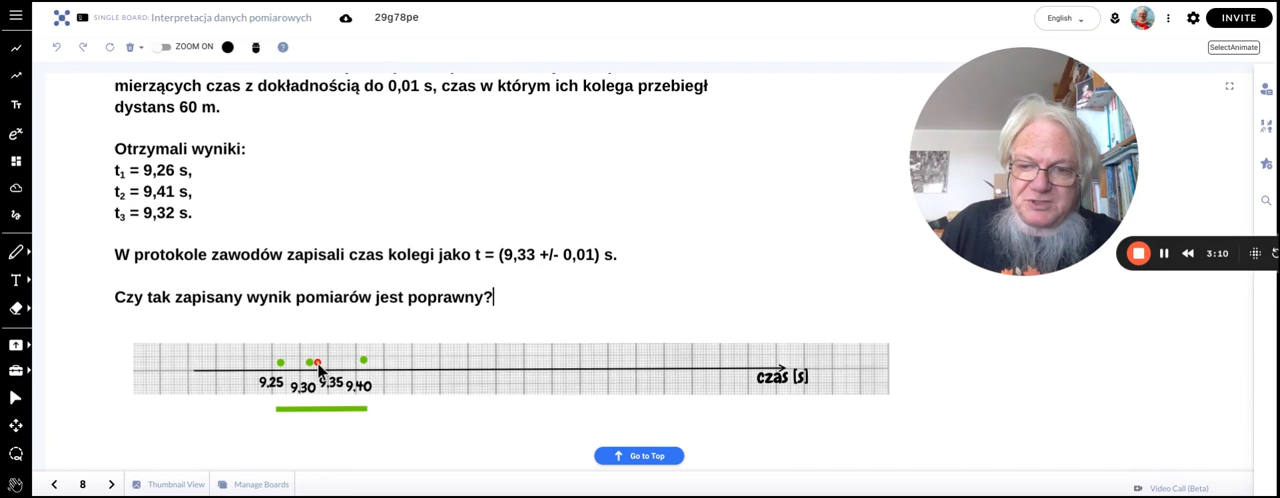 SINGLE BOARD: Interpretacja danych pomiarowych
29g78pe
English
INVITE
ZOOM ON
SelectAnimate
mierzących czas z dokładnością do 0,01 s, czas w którym ich kolega przebiegł
dystans 60 m.
Otrzymali wyniki:
t1 = 9,26 s,
t2 = 9,41 s,
t3 = 9,32 s.
W protokole zawodów zapisali czas kolegi jako t = (9,33 +/- 0,01) s.
Czy tak zapisany wynik pomiarów jest poprawny?
3:10
9.25 9.30 9.35 9.40
czas [s]
Go to Top
8
Thumbnail View
Manage Boards
Video Call (Beta)